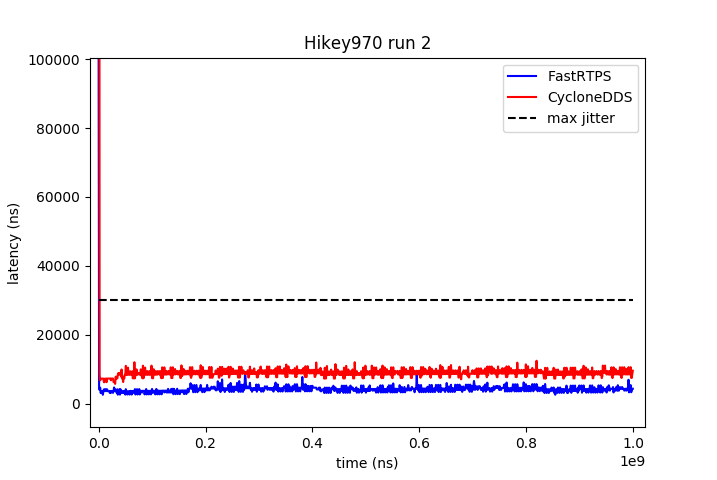 Hikey970 run 2
FastRTPS
CycloneDDS
max jitter
100000
80000
60000
40000
20000
0
latency (ns)
0.0 0.2 0.4 0.6 0.8 1.0
1e9
time (ns)